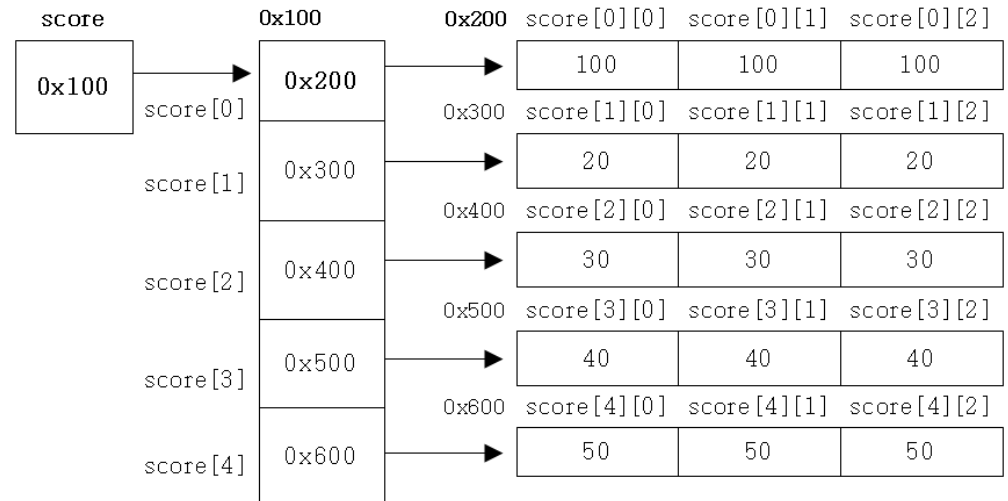 score 0x100 0x200 score[0][0] score[0][1] score[0][2]
0x100 0x200 100 100 100
score[0] 0x300 score[1][0] score[1][1] score[1][2]
score[1] 0x300 20 20 20
0x400 score[2][0] score[2][1] score[2][2]
score[2] 0x400 30 30 30
0x500 score[3][0] score[3][1] score[3][2]
score[3] 0x500 40 40 40
0x600 score[4][0] score[4][1] score[4][2]
score[4] 0x600 50 50 50